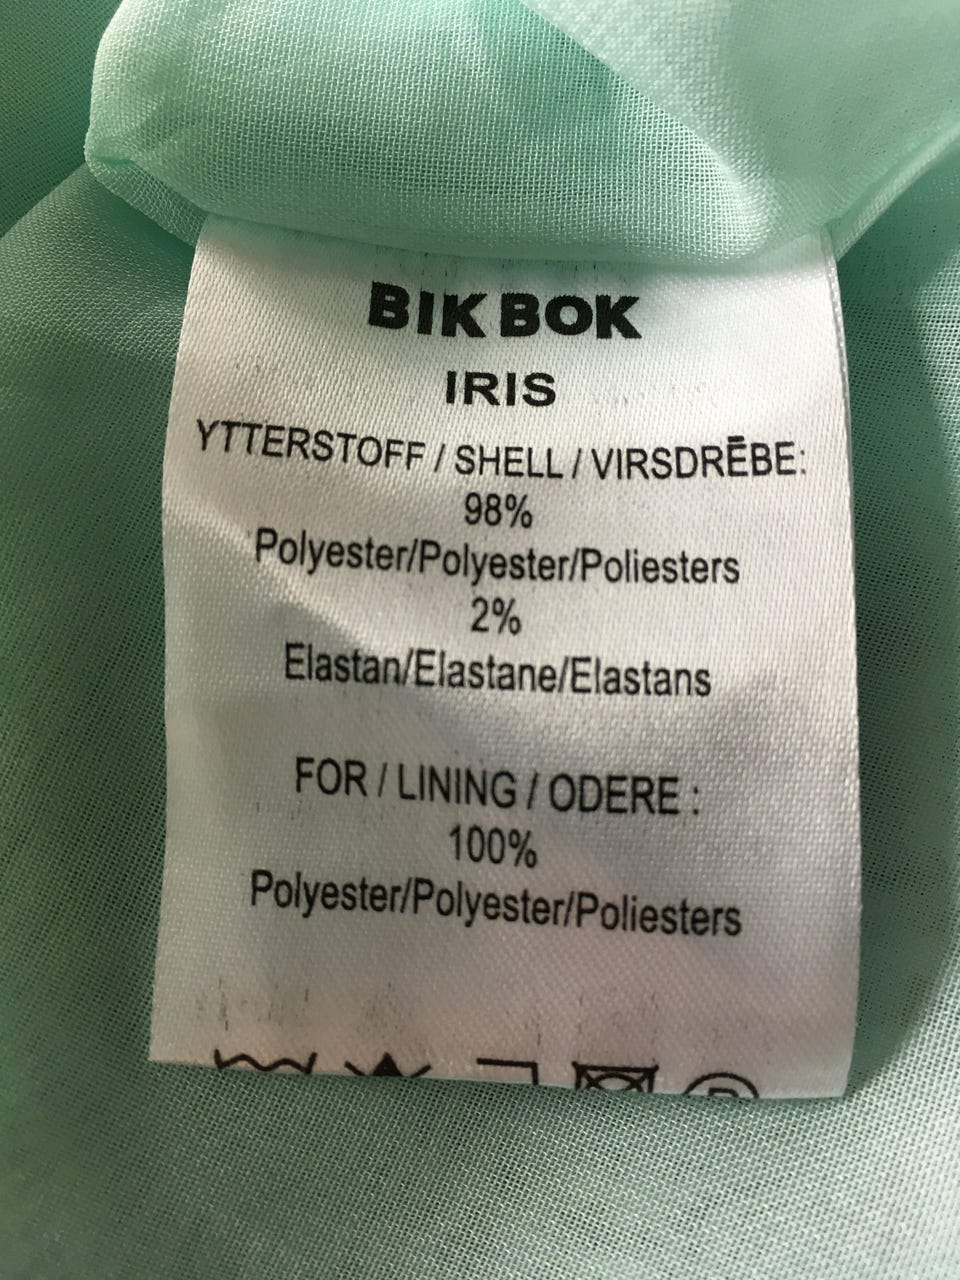 BIK BOK
IRIS
YTTERSTOFF / SHELL / VIRSDRĒBE:
98%
Polyester/Polyester/Poliesters
2%
Elastan/Elastane/Elastans
FOR / LINING / ODERE :
100%
Polyester/Polyester/Poliesters